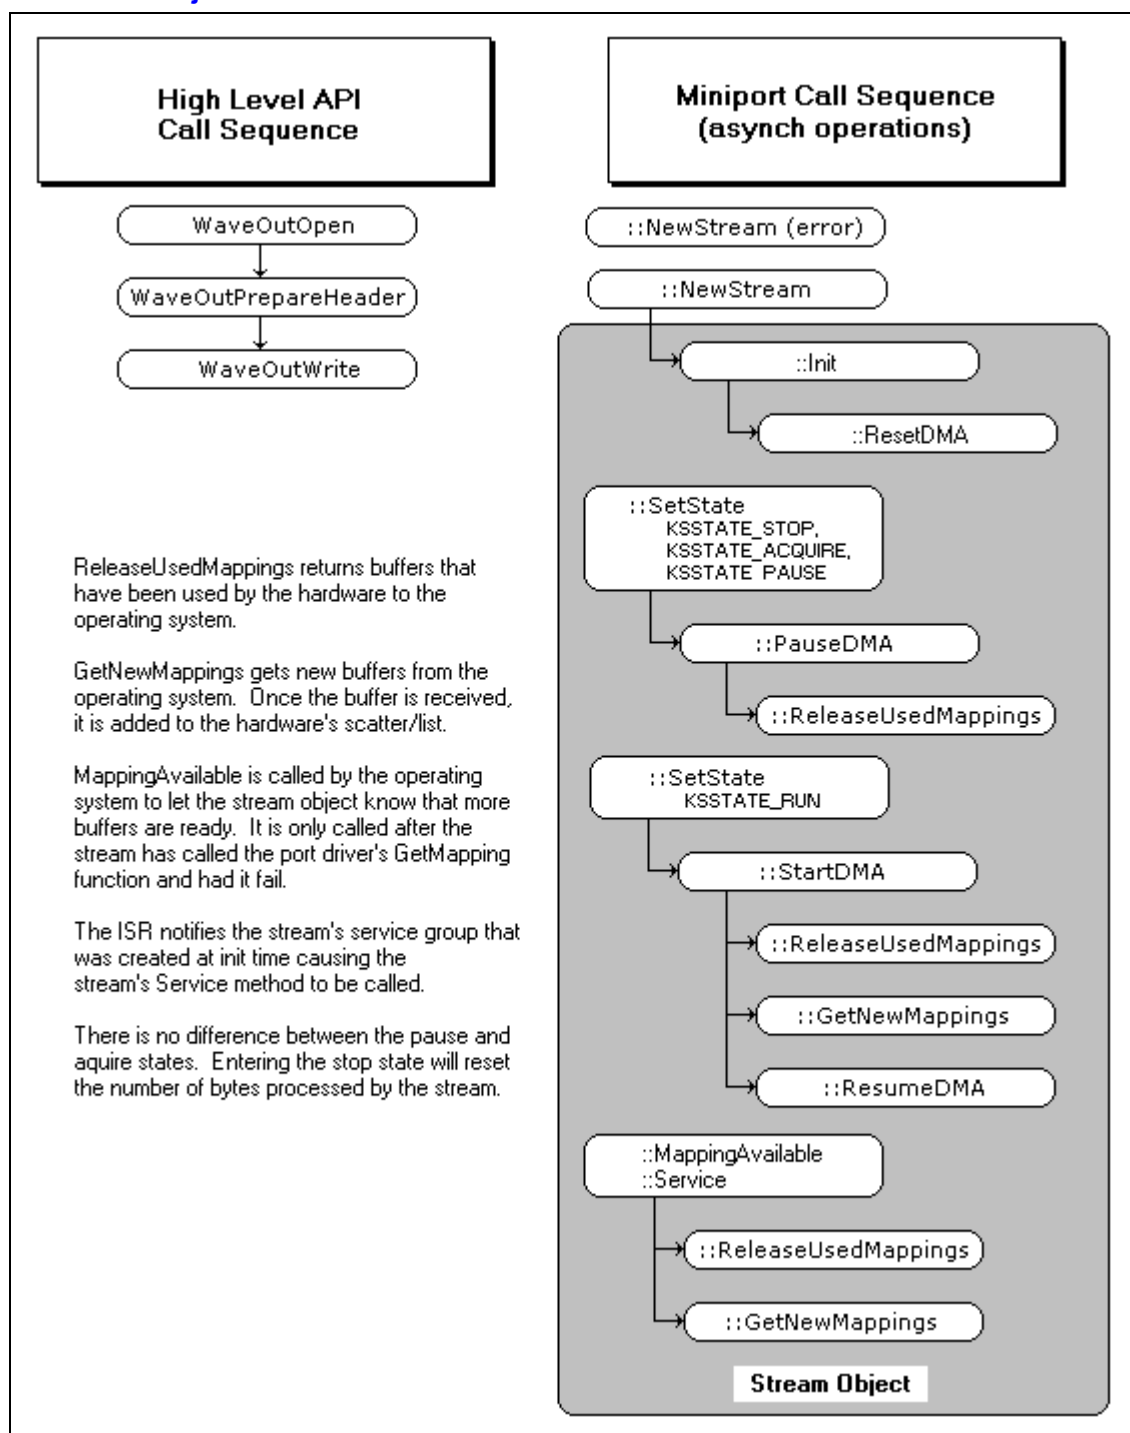 High Level API
Call Sequence
WaveOutOpen
WaveOutPrepareHeader
WaveOutWrite
ReleaseUsedMappings returns buffers that
have been used by the hardware to the
operating system.
GetNewMappings gets new buffers from the
operating system.  Once the buffer is received,
it is added to the hardware's scatter/list.
MappingAvailable is called by the operating
system to let the stream object know that more
buffers are ready.  It is only called after the
stream has called the port driver's GetMapping
function and had it fail.
The ISR notifies the stream's service group that
was created at init time causing the
stream's Service method to be called.
There is no difference between the pause and
aquire states.  Entering the stop state will reset
the number of bytes processed by the stream.
Miniport Call Sequence
(asynch operations)
::NewStream (error)
::NewStream
::Init
::ResetDMA
::SetState
KSSTATE_STOP,
KSSTATE_ACQUIRE,
KSSTATE_PAUSE
::PauseDMA
::ReleaseUsedMappings
::SetState
KSSTATE_RUN
::StartDMA
::ReleaseUsedMappings
::GetNewMappings
::ResumeDMA
::MappingAvailable
::Service
::ReleaseUsedMappings
::GetNewMappings
Stream Object